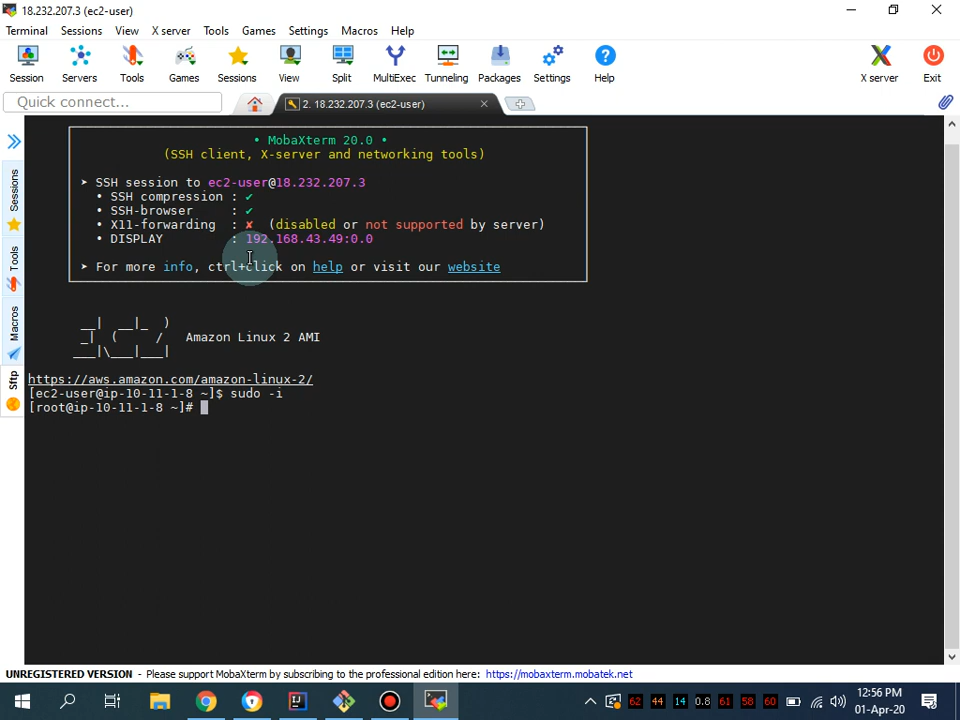 18.232.207.3 (ec2-user)
Terminal Sessions View X server Tools Games Settings Macros Help
Session Servers Tools Games Sessions View Split MultiExec Tunneling Packages Settings Help X server Exit
Quick connect...
2. 18.232.207.3 (ec2-user)
• MobaXterm 20.0 •
(SSH client, X-server and networking tools)
➤ SSH session to ec2-user@18.232.207.3
• SSH compression : ✔
• SSH-browser : ✔
• X11-forwarding : ✘ (disabled or not supported by server)
• DISPLAY : 192.168.43.49:0.0
➤ For more info, ctrl+click on help or visit our website
__| __|_ )
_| ( / Amazon Linux 2 AMI
___|\___|___|
https://aws.amazon.com/amazon-linux-2/
[ec2-user@ip-10-11-1-8 ~]$ sudo -i
[root@ip-10-11-1-8 ~]#
Sessions
Tools
Macros
Sftp
UNREGISTERED VERSION - Please support MobaXterm by subscribing to the professional edition here: https://mobaxterm.mobatek.net
62 44 14 0.8 61 58 60
12:56 PM
01-Apr-20